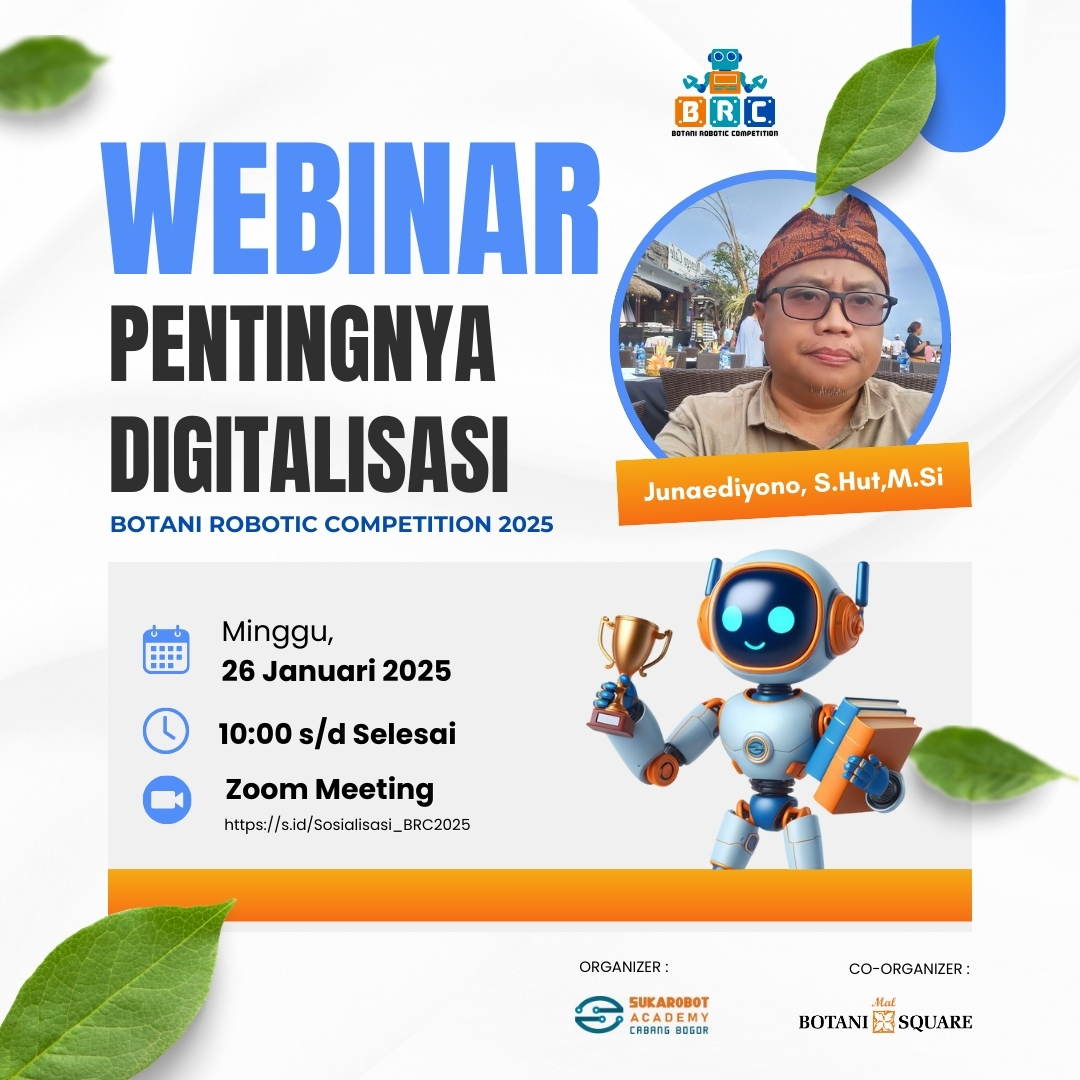 BRC
BOTANI ROBOTIC COMPETITION
WEBINAR
PENTINGNYA
DIGITALISASI
BOTANI ROBOTIC COMPETITION 2025
Junaediyono, S.Hut,M.Si
Minggu,
26 Januari 2025
10:00 s/d Selesai
Zoom Meeting
https://s.id/Sosialisasi_BRC2025
ORGANIZER :
SUKAROBOT
ACADEMY
CABANG BOGOR
CO-ORGANIZER :
Mal
BOTANI SQUARE